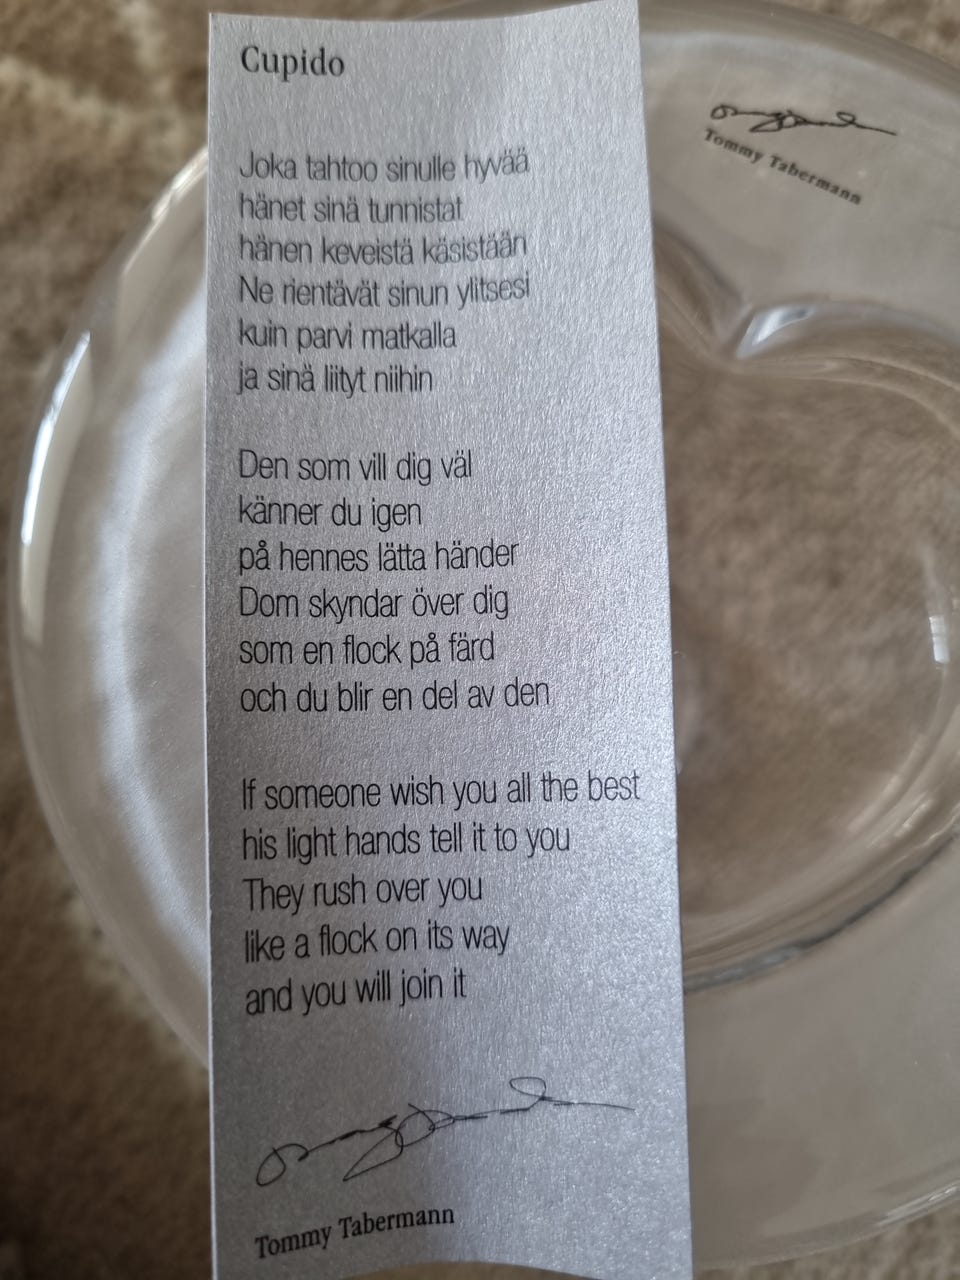 Cupido
Joka tahtoo sinulle hyvää
hänet sinä tunnistat
hänen keveistä käsistään
Ne rientävät sinun ylitsesi
kuin parvi matkalla
ja sinä liityt niihin
Den som vill dig väl
känner du igen
på hennes lätta händer
Dom skyndar över dig
som en flock på färd
och du blir en del av den
If someone wish you all the best
his light hands tell it to you
They rush over you
like a flock on its way
and you will join it
Tommy Tabermann
Tommy Tabermann